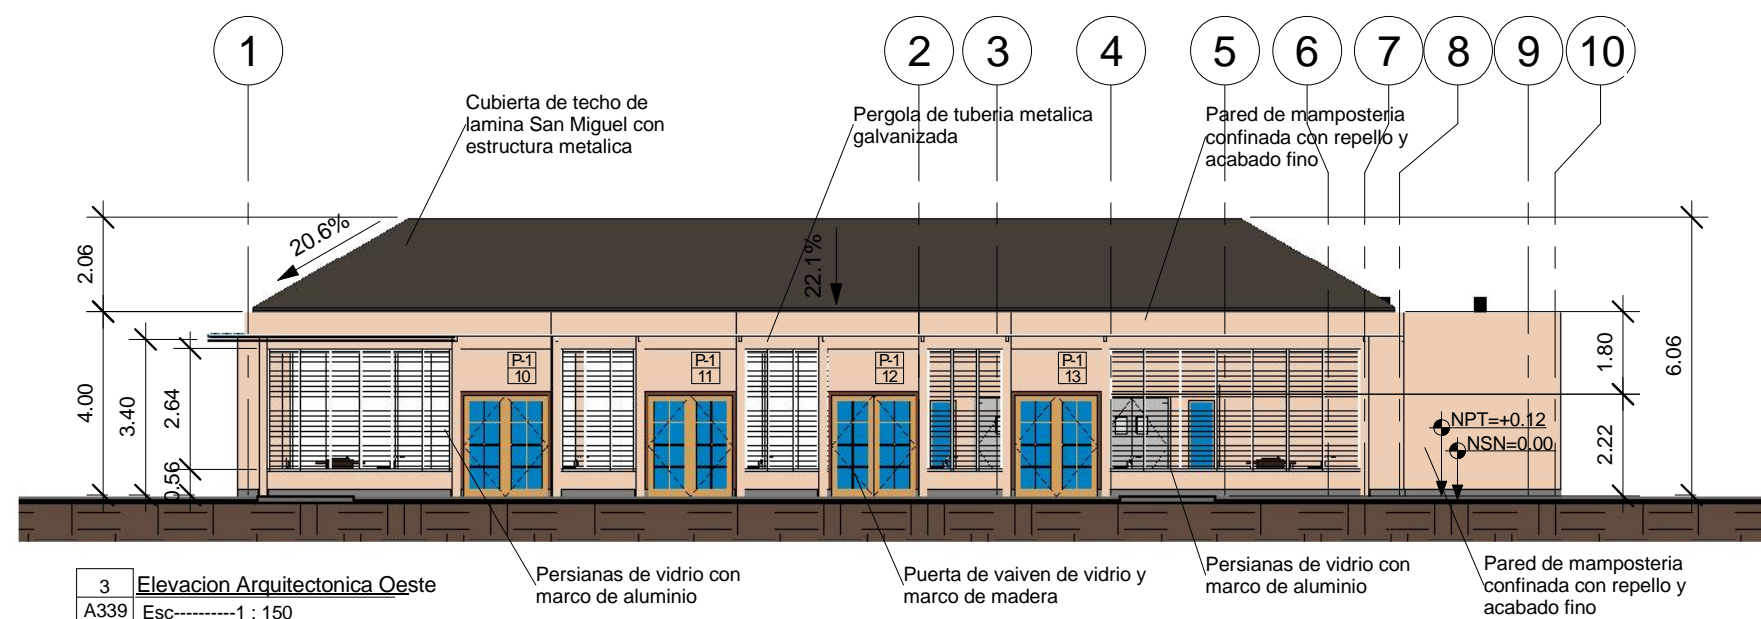 1
2
3
4
5
6
7
8
9
10
Cubierta de techo de
lamina San Miguel con
estructura metalica
Pergola de tuberia metalica
galvanizada
Pared de mamposteria
confinada con repello y
acabado fino
20.6%
22.1%
2.06
4.00
3.40
2.64
0.56
P-1
10
P-1
11
P-1
12
P-1
13
1.80
6.06
2.22
NPT=+0.12
NSN=0.00
Persianas de vidrio con
marco de aluminio
Puerta de vaiven de vidrio y
marco de madera
Persianas de vidrio con
marco de aluminio
Pared de mamposteria
confinada con repello y
acabado fino
3 Elevacion Arquitectonica Oeste
A339 Esc----------1 : 150